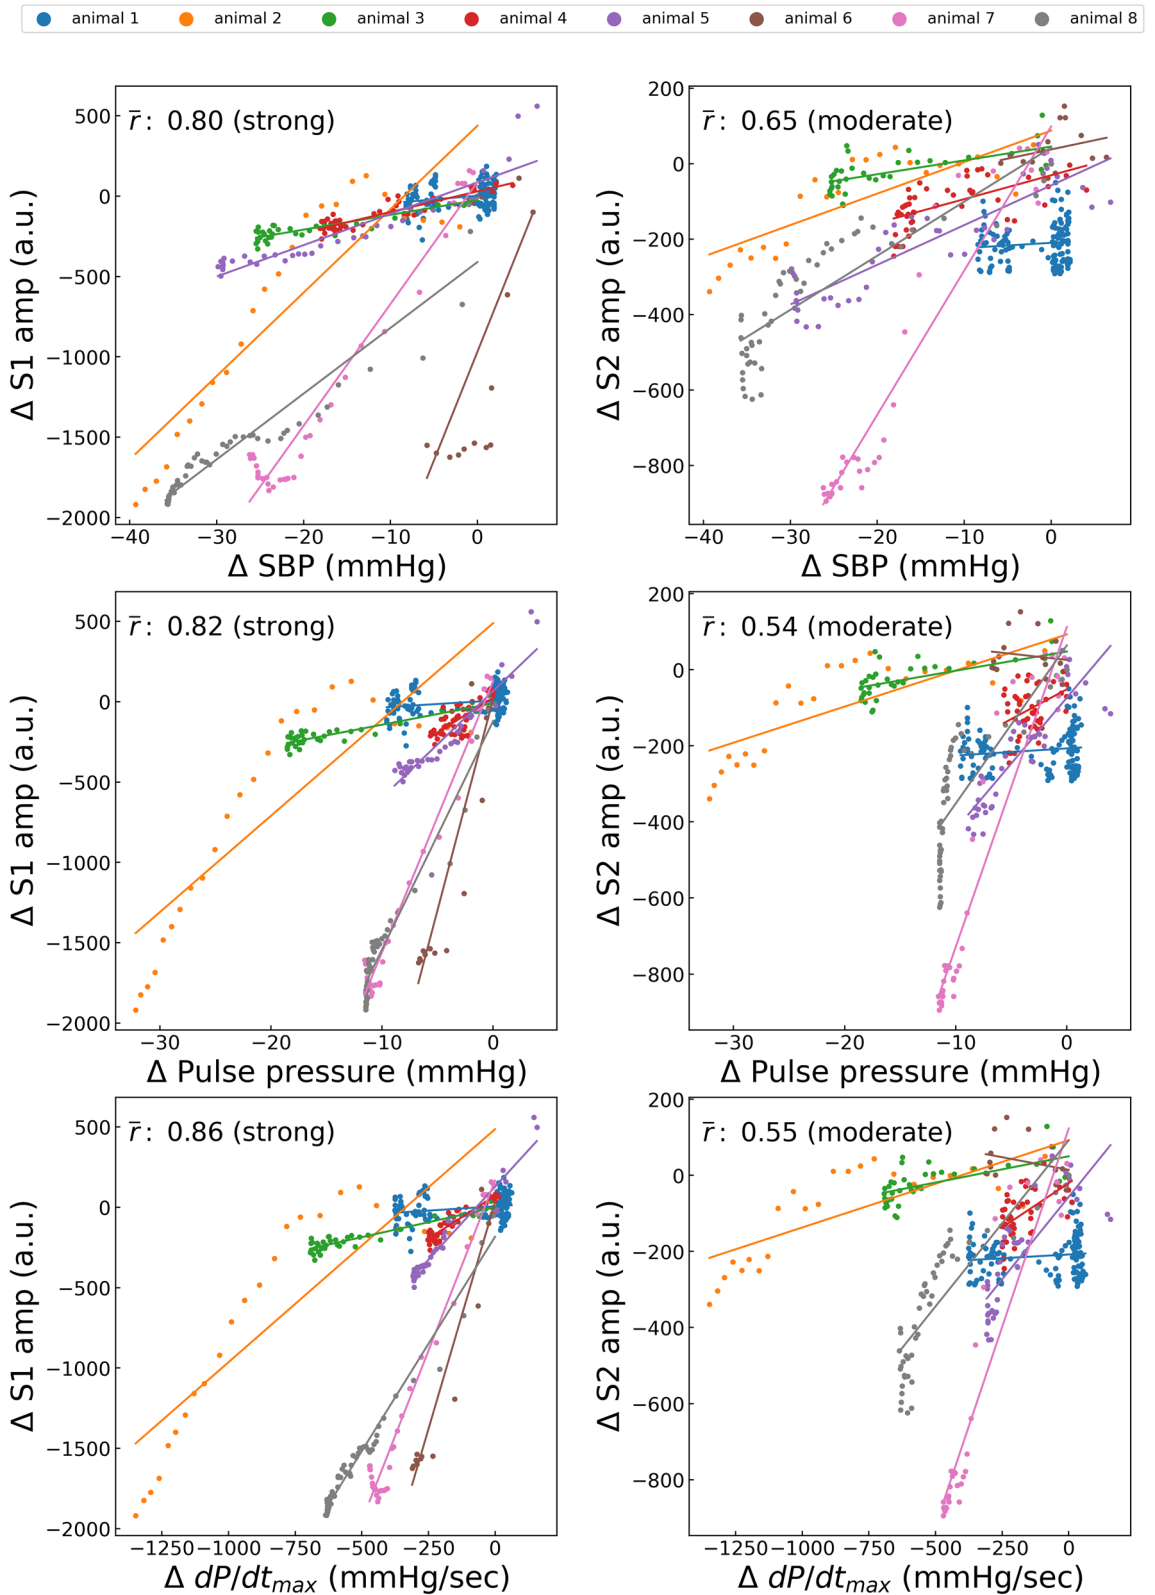 animal 1 animal 2 animal 3 animal 4 animal 5 animal 6 animal 7 animal 8
r̄ : 0.80 (strong)
500
0
−500
−1000
−1500
−2000
Δ S1 amp (a.u.)
−40 −30 −20 −10 0
Δ SBP (mmHg)
r̄ : 0.65 (moderate)
200
0
−200
−400
−600
−800
Δ S2 amp (a.u.)
−40 −30 −20 −10 0
Δ SBP (mmHg)
r̄ : 0.82 (strong)
500
0
−500
−1000
−1500
−2000
Δ S1 amp (a.u.)
−30 −20 −10 0
Δ Pulse pressure (mmHg)
r̄ : 0.54 (moderate)
200
0
−200
−400
−600
−800
Δ S2 amp (a.u.)
−30 −20 −10 0
Δ Pulse pressure (mmHg)
r̄ : 0.86 (strong)
500
0
−500
−1000
−1500
−2000
Δ S1 amp (a.u.)
−1250 −1000 −750 −500 −250 0
Δ dP/dtmax (mmHg/sec)
r̄ : 0.55 (moderate)
200
0
−200
−400
−600
−800
Δ S2 amp (a.u.)
−1250 −1000 −750 −500 −250 0
Δ dP/dtmax (mmHg/sec)